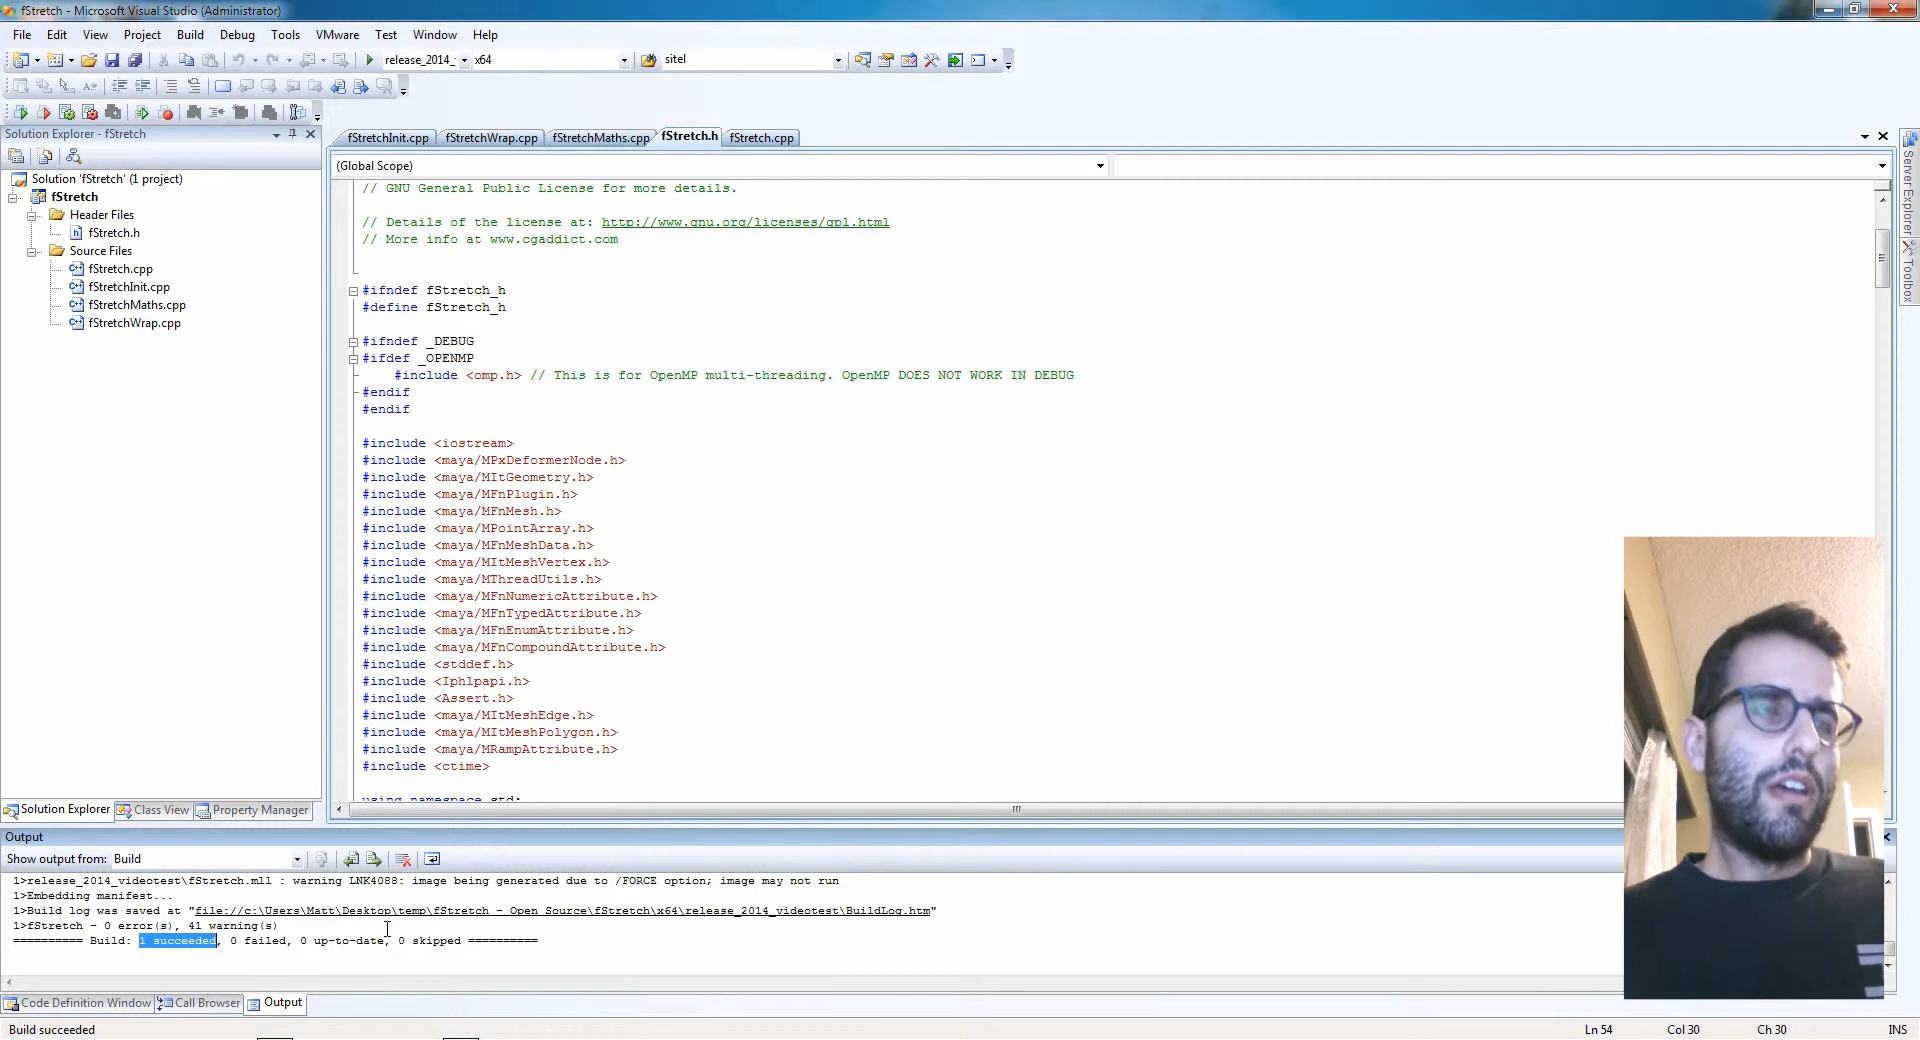 fStretch - Microsoft Visual Studio (Administrator)
File Edit View Project Build Debug Tools VMware Test Window Help
release_2014_ x64 sitel
Solution Explorer - fStretch
fStretchInit.cpp fStretchWrap.cpp fStretchMaths.cpp fStretch.h fStretch.cpp
(Global Scope)
Solution 'fStretch' (1 project)
fStretch
Header Files
fStretch.h
Source Files
fStretch.cpp
fStretchInit.cpp
fStretchMaths.cpp
fStretchWrap.cpp
// GNU General Public License for more details.
// Details of the license at: http://www.gnu.org/licenses/gpl.html
// More info at www.cgaddict.com
#ifndef fStretch_h
#define fStretch_h
#ifndef _DEBUG
#ifdef _OPENMP
#include <omp.h> // This is for OpenMP multi-threading. OpenMP DOES NOT WORK IN DEBUG
#endif
#endif
#include <iostream>
#include <maya/MPxDeformerNode.h>
#include <maya/MItGeometry.h>
#include <maya/MFnPlugin.h>
#include <maya/MFnMesh.h>
#include <maya/MPointArray.h>
#include <maya/MFnMeshData.h>
#include <maya/MItMeshVertex.h>
#include <maya/MThreadUtils.h>
#include <maya/MFnNumericAttribute.h>
#include <maya/MFnTypedAttribute.h>
#include <maya/MFnEnumAttribute.h>
#include <maya/MFnCompoundAttribute.h>
#include <stddef.h>
#include <Iphlpapi.h>
#include <Assert.h>
#include <maya/MItMeshEdge.h>
#include <maya/MItMeshPolygon.h>
#include <maya/MRampAttribute.h>
#include <ctime>
using namespace std;
Server Explorer
Toolbox
Solution Explorer Class View Property Manager
Output
Show output from: Build
1>release_2014_videotest\fStretch.mll : warning LNK4088: image being generated due to /FORCE option; image may not run
1>Embedding manifest...
1>Build log was saved at "file://c:\Users\Matt\Desktop\temp\fStretch - Open Source\fStretch\x64\release_2014_videotest\BuildLog.htm"
1>fStretch - 0 error(s), 41 warning(s)
========== Build: 1 succeeded, 0 failed, 0 up-to-date, 0 skipped ==========
Code Definition Window Call Browser Output
Build succeeded Ln 54 Col 30 Ch 30 INS